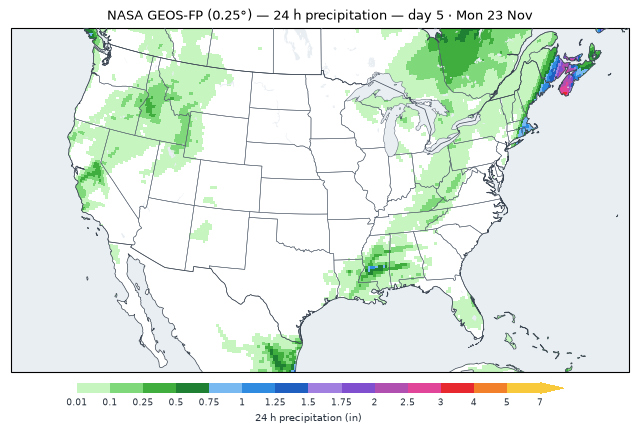 NASA GEOS-FP (0.25°) — 24 h precipitation — day 5 · Mon 23 Nov
0.01 0.1 0.25 0.5 0.75 1 1.25 1.5 1.75 2 2.5 3 4 5 7
24 h precipitation (in)